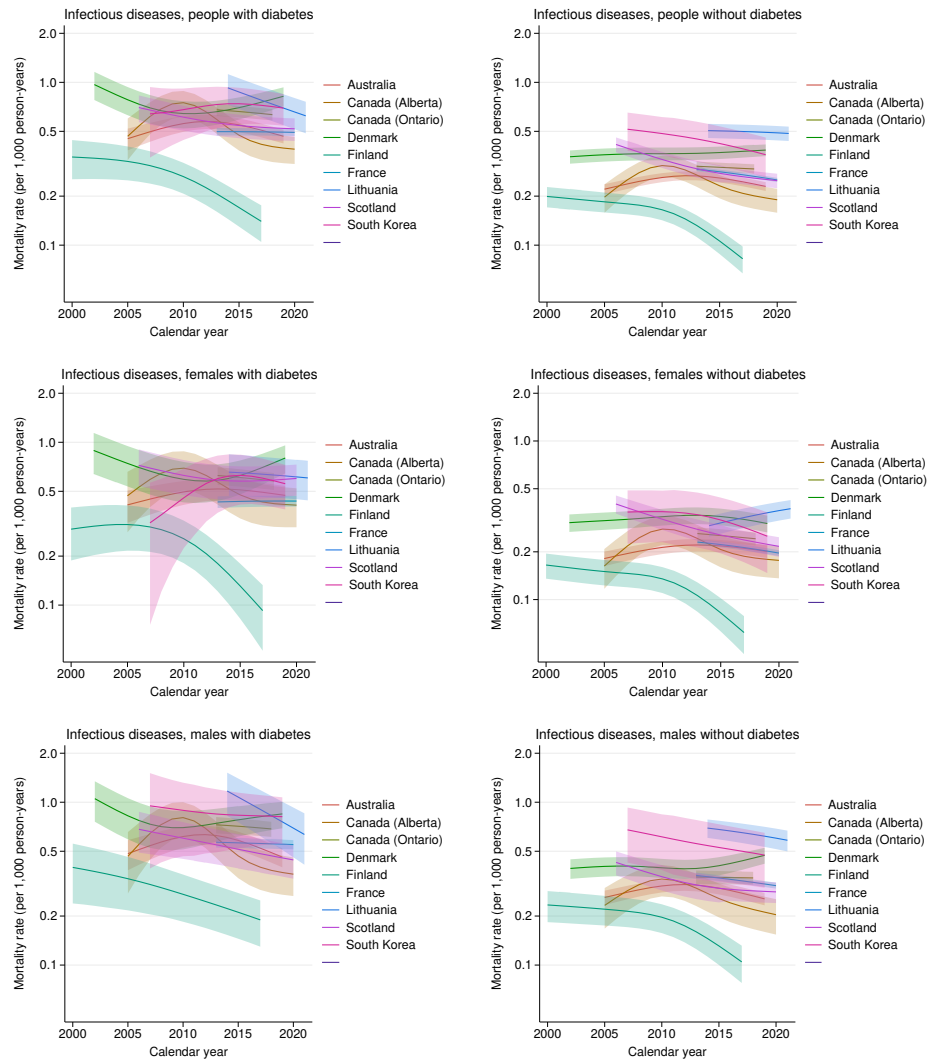 Infectious diseases, people with diabetes
Mortality rate (per 1,000 person-years)
2.0
1.0
0.5
0.2
0.1
2000 2005 2010 2015 2020
Calendar year
Australia
Canada (Alberta)
Canada (Ontario)
Denmark
Finland
France
Lithuania
Scotland
South Korea
Infectious diseases, people without diabetes
Mortality rate (per 1,000 person-years)
2.0
1.0
0.5
0.2
0.1
2000 2005 2010 2015 2020
Calendar year
Australia
Canada (Alberta)
Canada (Ontario)
Denmark
Finland
France
Lithuania
Scotland
South Korea
Infectious diseases, females with diabetes
Mortality rate (per 1,000 person-years)
2.0
1.0
0.5
0.2
0.1
2000 2005 2010 2015 2020
Calendar year
Australia
Canada (Alberta)
Canada (Ontario)
Denmark
Finland
France
Lithuania
Scotland
South Korea
Infectious diseases, females without diabetes
Mortality rate (per 1,000 person-years)
2.0
1.0
0.5
0.2
0.1
2000 2005 2010 2015 2020
Calendar year
Australia
Canada (Alberta)
Canada (Ontario)
Denmark
Finland
France
Lithuania
Scotland
South Korea
Infectious diseases, males with diabetes
Mortality rate (per 1,000 person-years)
2.0
1.0
0.5
0.2
0.1
2000 2005 2010 2015 2020
Calendar year
Australia
Canada (Alberta)
Canada (Ontario)
Denmark
Finland
France
Lithuania
Scotland
South Korea
Infectious diseases, males without diabetes
Mortality rate (per 1,000 person-years)
2.0
1.0
0.5
0.2
0.1
2000 2005 2010 2015 2020
Calendar year
Australia
Canada (Alberta)
Canada (Ontario)
Denmark
Finland
France
Lithuania
Scotland
South Korea